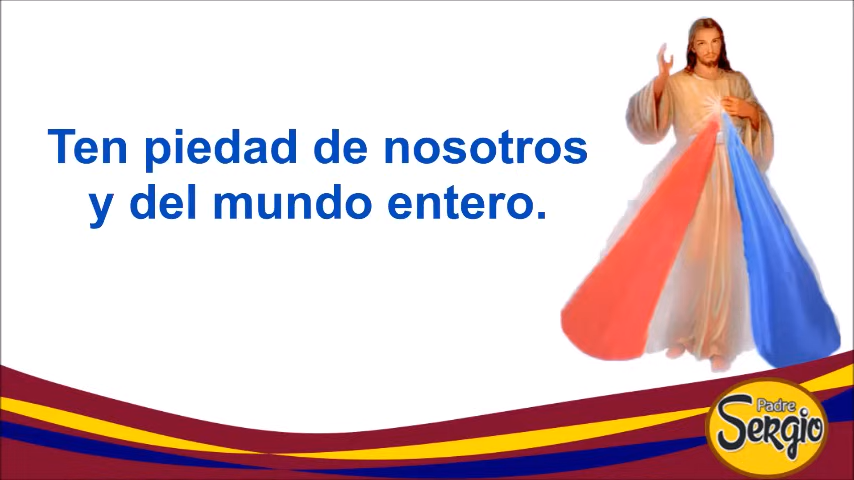 Ten piedad de nosotros
y del mundo entero.
Padre
Sergio